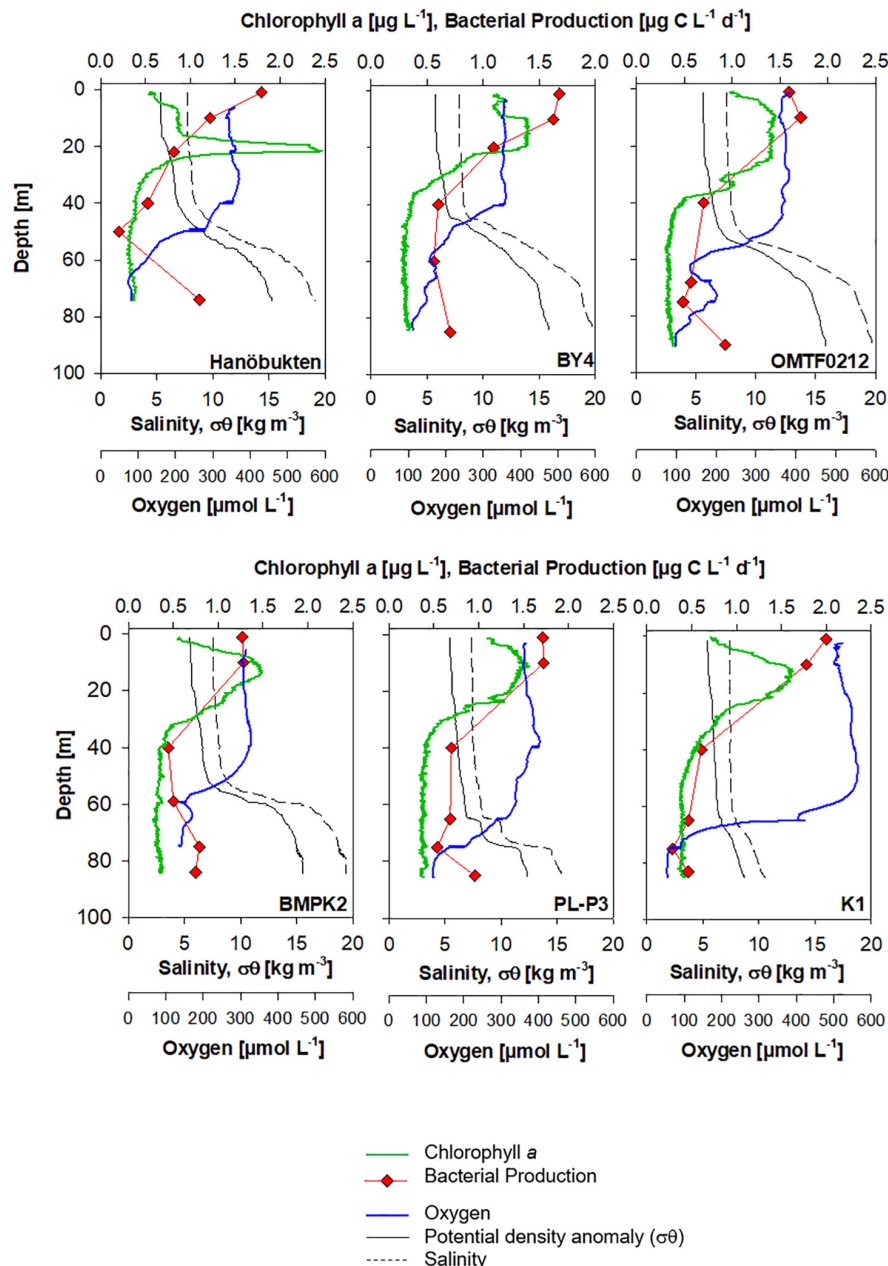 Chlorophyll a [µg L-1], Bacterial Production [µg C L-1 d-1]
0.0 0.5 1.0 1.5 2.0 2.5 0.0 0.5 1.0 1.5 2.0 2.5 0.0 0.5 1.0 1.5 2.0 2.5
0
20
40
60
80
100
Depth [m]
Hanöbukten BY4 OMTF0212
0 5 10 15 20 0 5 10 15 20 0 5 10 15 20
Salinity, σθ [kg m-3] Salinity, σθ [kg m-3] Salinity, σθ [kg m-3]
0 100 200 300 400 500 600 0 100 200 300 400 500 600 0 100 200 300 400 500 600
Oxygen [µmol L-1] Oxygen [µmol L-1] Oxygen [µmol L-1]
Chlorophyll a [µg L-1], Bacterial Production [µg C L-1 d-1]
0.0 0.5 1.0 1.5 2.0 2.5 0.0 0.5 1.0 1.5 2.0 2.5 0.0 0.5 1.0 1.5 2.0 2.5
0
20
40
60
80
100
Depth [m]
BMPK2 PL-P3 K1
0 5 10 15 20 0 5 10 15 20 0 5 10 15 20
Salinity, σθ [kg m-3] Salinity, σθ [kg m-3] Salinity, σθ [kg m-3]
0 100 200 300 400 500 600 0 100 200 300 400 500 600 0 100 200 300 400 500 600
Oxygen [µmol L-1] Oxygen [µmol L-1] Oxygen [µmol L-1]
Chlorophyll a
Bacterial Production
Oxygen
Potential density anomaly (σθ)
Salinity